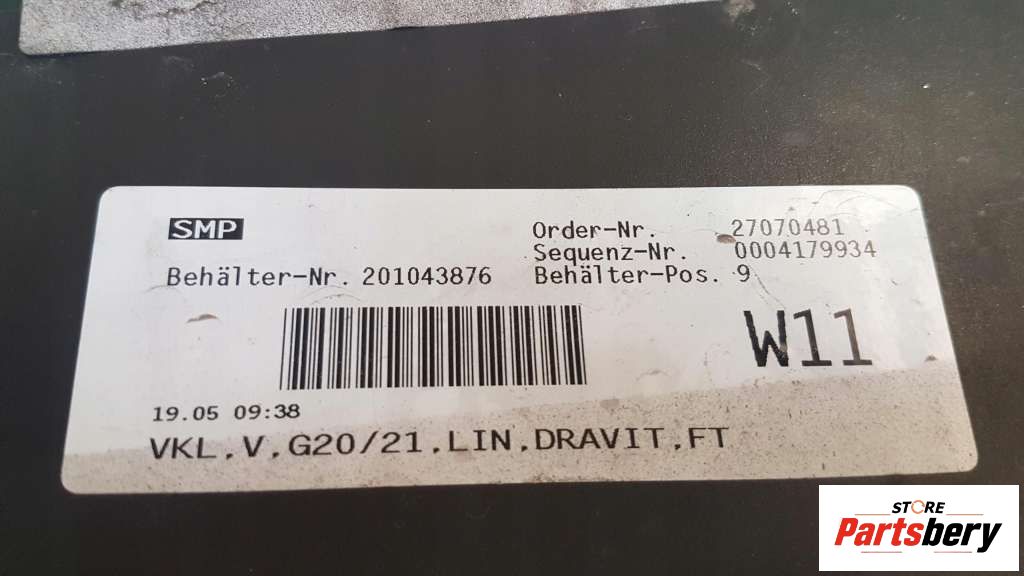 SMP
Order-Nr. 27070481
Sequenz-Nr. 0004179934
Behälter-Nr. 201043876 Behälter-Pos. 9
W11
19.05 09:38
VKL,V,G20/21,LIN,DRAVIT,FT
STORE
Partsbery